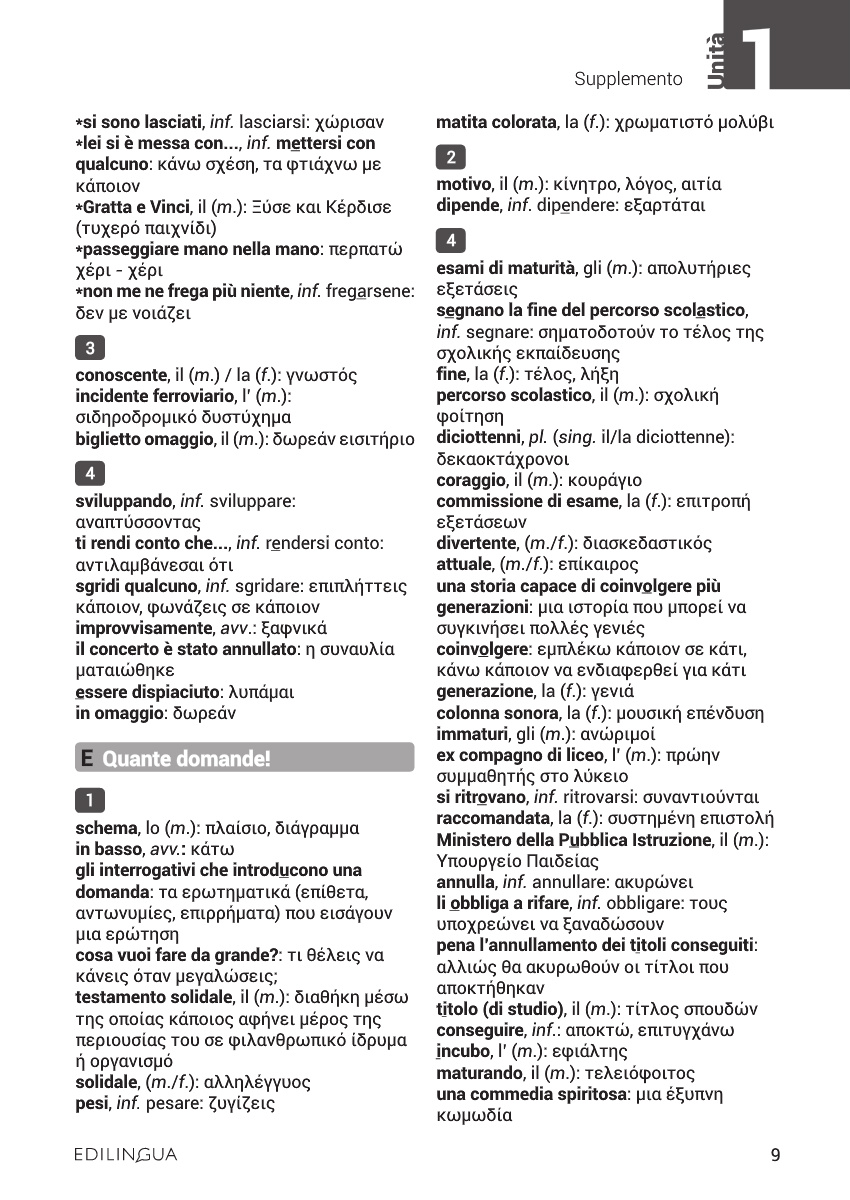 Supplemento
Unità
1
*si sono lasciati, inf. lasciarsi: χώρισαν
*lei si è messa con..., inf. mettersi con
qualcuno: κάνω σχέση, τα φτιάχνω με
κάποιον
*Gratta e Vinci, il (m.): Ξύσε και Κέρδισε
(τυχερό παιχνίδι)
*passeggiare mano nella mano: περπατώ
χέρι - χέρι
*non me ne frega più niente, inf. fregarsene:
δεν με νοιάζει
3
conoscente, il (m.) / la (f.): γνωστός
incidente ferroviario, l' (m.):
σιδηροδρομικό δυστύχημα
biglietto omaggio, il (m.): δωρεάν εισιτήριο
4
sviluppando, inf. sviluppare:
αναπτύσσοντας
ti rendi conto che..., inf. rendersi conto:
αντιλαμβάνεσαι ότι
sgridi qualcuno, inf. sgridare: επιπλήττεις
κάποιον, φωνάζεις σε κάποιον
improvvisamente, avv.: ξαφνικά
il concerto è stato annullato: η συναυλία
ματαιώθηκε
essere dispiaciuto: λυπάμαι
in omaggio: δωρεάν
E Quante domande!
1
schema, lo (m.): πλαίσιο, διάγραμμα
in basso, avv.: κάτω
gli interrogativi che introducono una
domanda: τα ερωτηματικά (επίθετα,
αντωνυμίες, επιρρήματα) που εισάγουν
μια ερώτηση
cosa vuoi fare da grande?: τι θέλεις να
κάνεις όταν μεγαλώσεις;
testamento solidale, il (m.): διαθήκη μέσω
της οποίας κάποιος αφήνει μέρος της
περιουσίας του σε φιλανθρωπικό ίδρυμα
ή οργανισμό
solidale, (m./f.): αλληλέγγυος
pesi, inf. pesare: ζυγίζεις
matita colorata, la (f.): χρωματιστό μολύβι
2
motivo, il (m.): κίνητρο, λόγος, αιτία
dipende, inf. dipendere: εξαρτάται
4
esami di maturità, gli (m.): απολυτήριες
εξετάσεις
segnano la fine del percorso scolastico,
inf. segnare: σηματοδοτούν το τέλος της
σχολικής εκπαίδευσης
fine, la (f.): τέλος, λήξη
percorso scolastico, il (m.): σχολική
φοίτηση
diciottenni, pl. (sing. il/la diciottenne):
δεκαοκτάχρονοι
coraggio, il (m.): κουράγιο
commissione di esame, la (f.): επιτροπή
εξετάσεων
divertente, (m./f.): διασκεδαστικός
attuale, (m./f.): επίκαιρος
una storia capace di coinvolgere più
generazioni: μια ιστορία που μπορεί να
συγκινήσει πολλές γενιές
coinvolgere: εμπλέκω κάποιον σε κάτι,
κάνω κάποιον να ενδιαφερθεί για κάτι
generazione, la (f.): γενιά
colonna sonora, la (f.): μουσική επένδυση
immaturi, gli (m.): ανώριμοί
ex compagno di liceo, l' (m.): πρώην
συμμαθητής στο λύκειο
si ritrovano, inf. ritrovarsi: συναντιούνται
raccomandata, la (f.): συστημένη επιστολή
Ministero della Pubblica Istruzione, il (m.):
Υπουργείο Παιδείας
annulla, inf. annullare: ακυρώνει
li obbliga a rifare, inf. obbligare: τους
υποχρεώνει να ξαναδώσουν
pena l'annullamento dei titoli conseguiti:
αλλιώς θα ακυρωθούν οι τίτλοι που
αποκτήθηκαν
titolo (di studio), il (m.): τίτλος σπουδών
conseguire, inf.: αποκτώ, επιτυγχάνω
incubo, l' (m.): εφιάλτης
maturando, il (m.): τελειόφοιτος
una commedia spiritosa: μια έξυπνη
κωμωδία
EDILINGUA
9